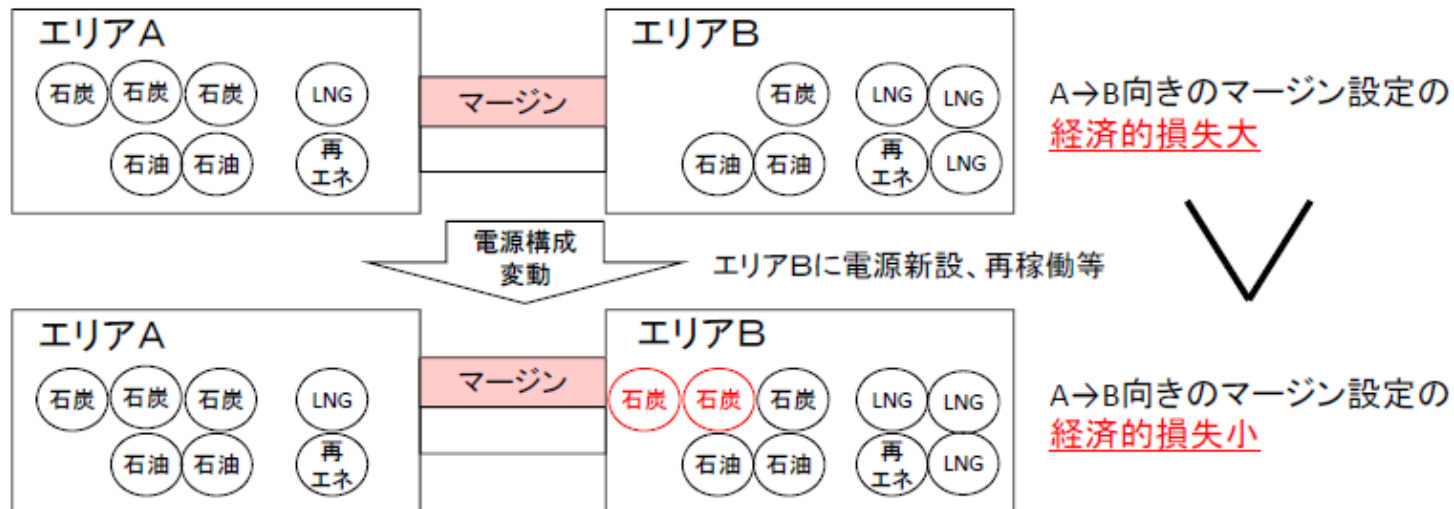 エリアA
石炭 石炭 石炭 LNG
石油 石油 再
エネ
マージン
エリアB
石炭 LNG LNG
石油 石油 再
エネ LNG
A→B向きのマージン設定の
経済的損失大
電源構成
変動
エリアBに電源新設、再稼働等
エリアA
石炭 石炭 石炭 LNG
石油 石油 再
エネ
マージン
エリアB
石炭 石炭 石炭 LNG LNG
石油 石油 再
エネ LNG
A→B向きのマージン設定の
経済的損失小